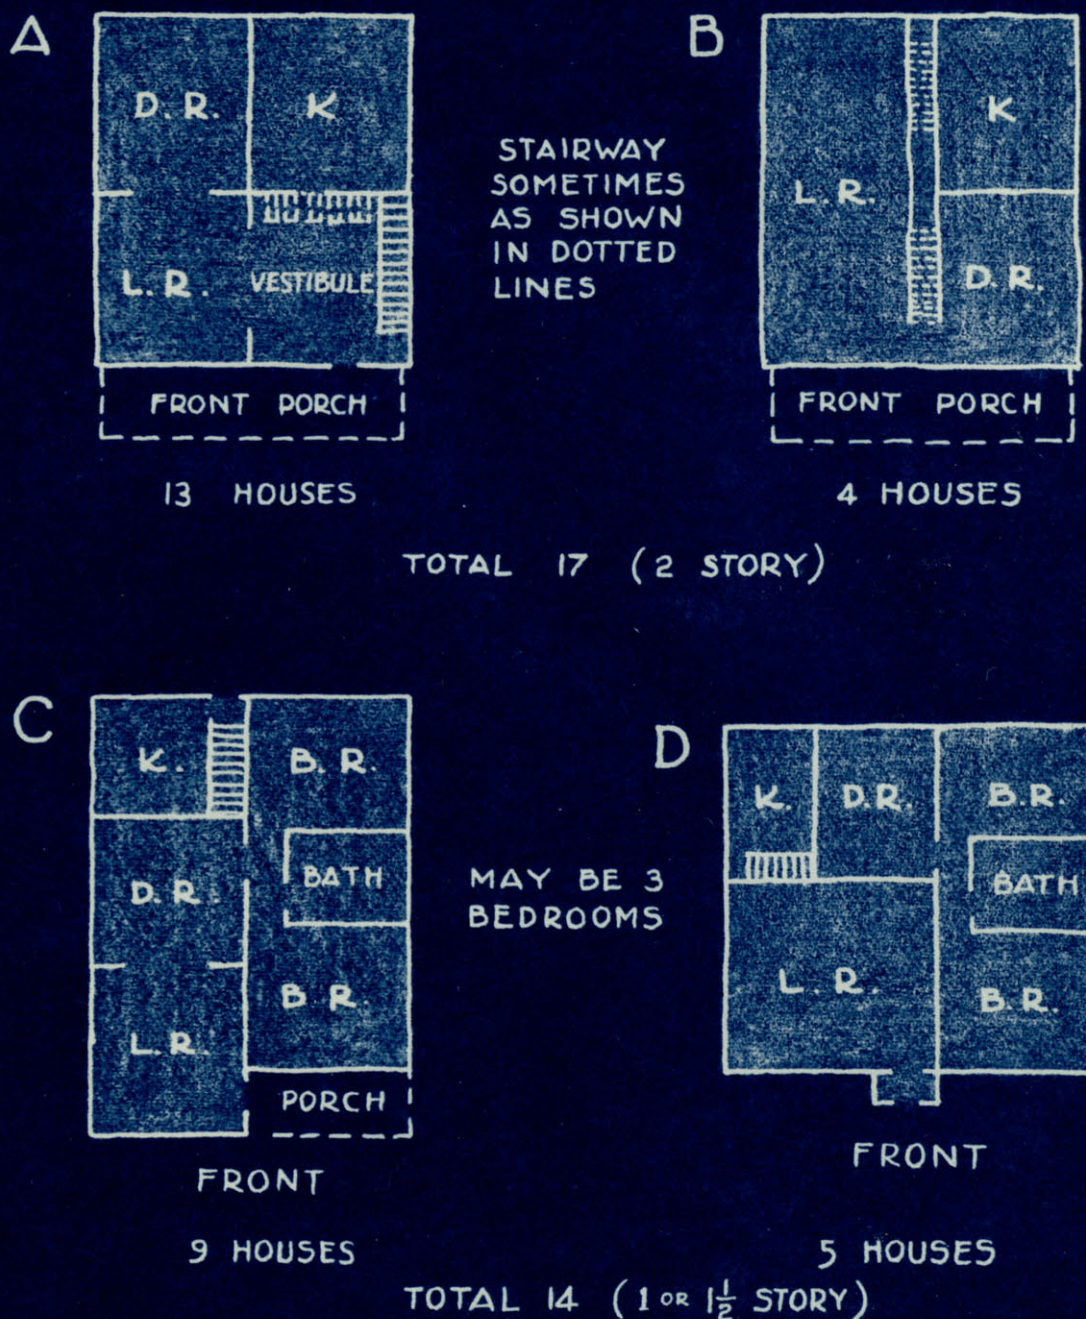 A
D. R.
K
L. R.
VESTIBULE
FRONT PORCH
13 HOUSES
STAIRWAY
SOMETIMES
AS SHOWN
IN DOTTED
LINES
B
L. R.
K
D. R.
FRONT PORCH
4 HOUSES
TOTAL 17 (2 STORY)
C
K.
B. R.
D. R.
BATH
L. R.
B. R.
PORCH
FRONT
9 HOUSES
MAY BE 3
BEDROOMS
D
K.
D.R.
B.R.
BATH
L. R.
B.R.
FRONT
5 HOUSES
TOTAL 14 (1 OR 1½ STORY)